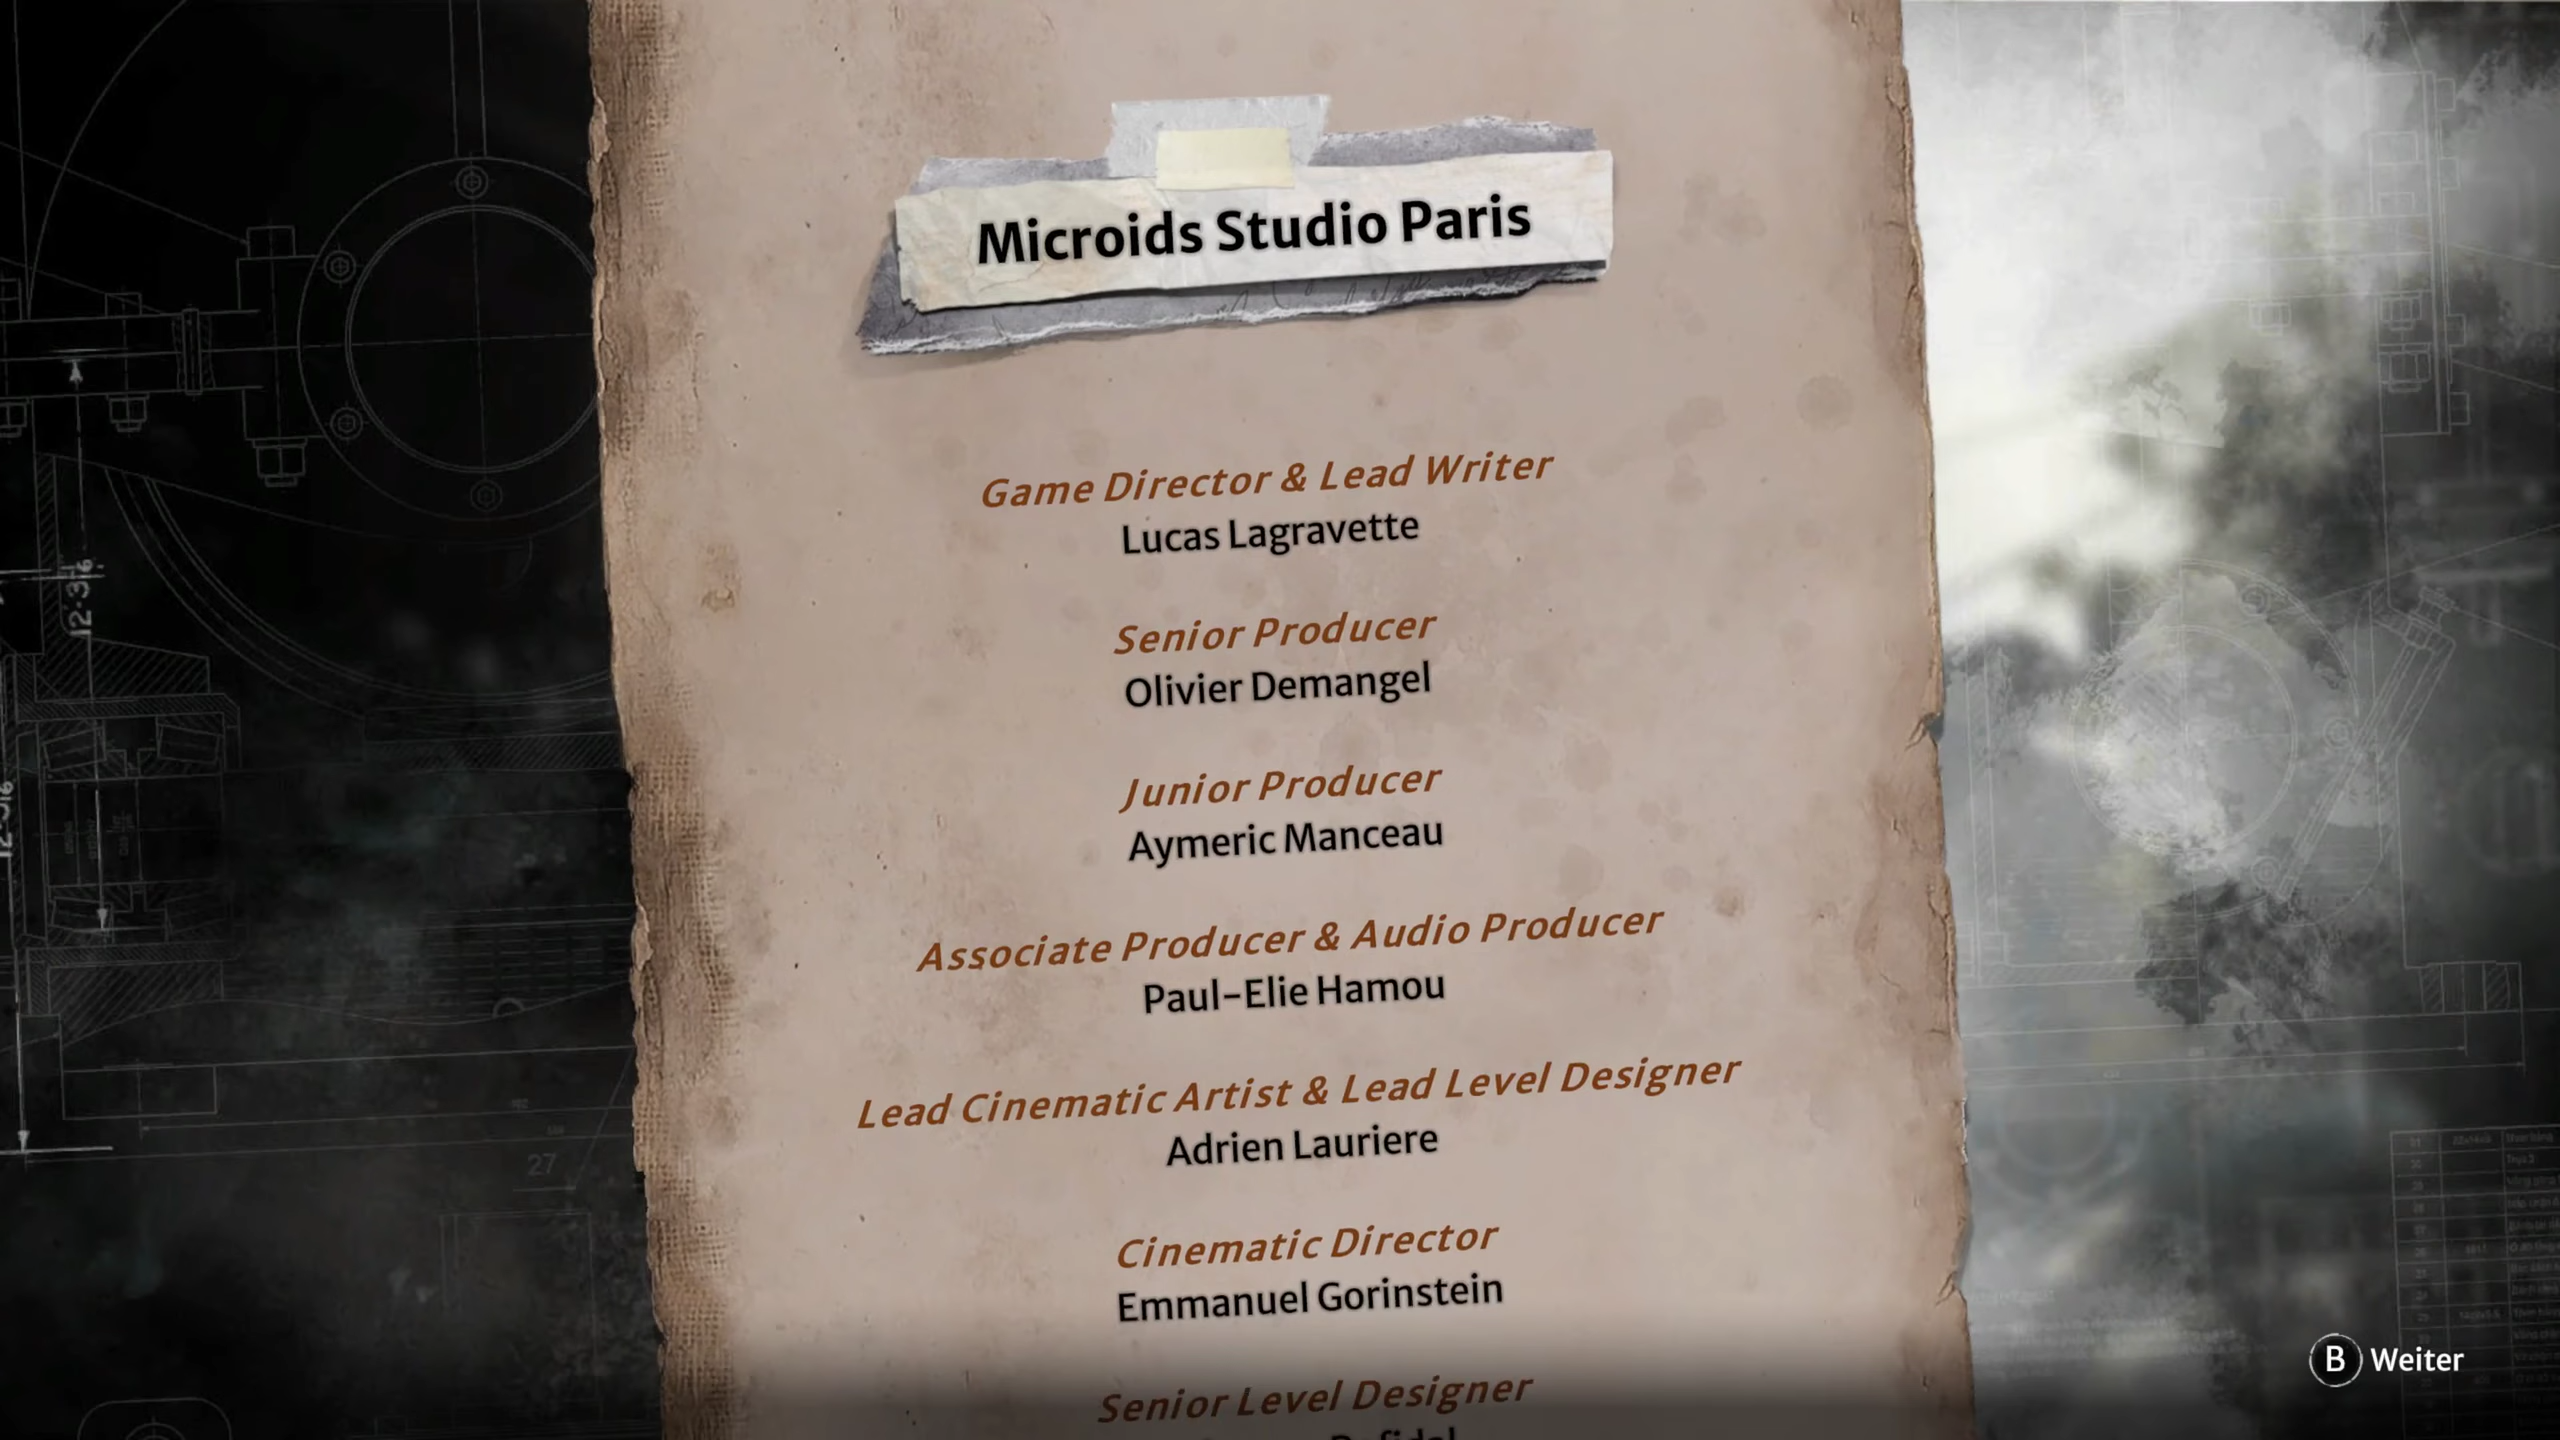 Microids Studio Paris
Game Director & Lead Writer
Lucas Lagravette
Senior Producer
Olivier Demangel
Junior Producer
Aymeric Manceau
Associate Producer & Audio Producer
Paul-Elie Hamou
Lead Cinematic Artist & Lead Level Designer
Adrien Lauriere
Cinematic Director
Emmanuel Gorinstein
Senior Level Designer
B Weiter
27